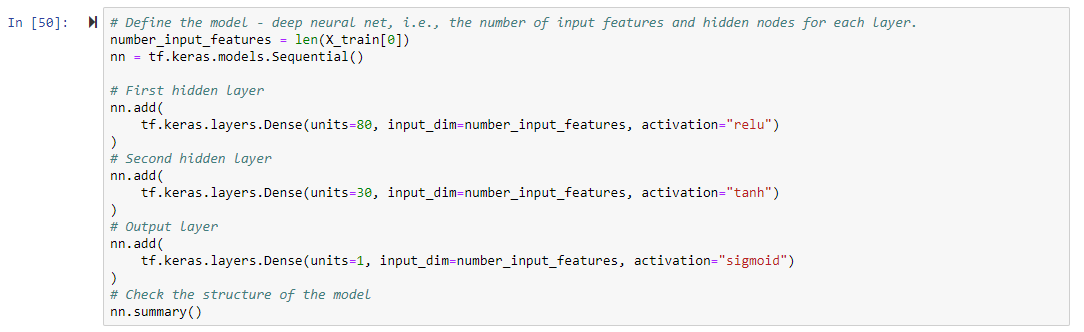 In [50]:
# Define the model - deep neural net, i.e., the number of input features and hidden nodes for each layer.
number_input_features = len(X_train[0])
nn = tf.keras.models.Sequential()

# First hidden layer
nn.add(
    tf.keras.layers.Dense(units=80, input_dim=number_input_features, activation="relu")
)
# Second hidden layer
nn.add(
    tf.keras.layers.Dense(units=30, input_dim=number_input_features, activation="tanh")
)
# Output layer
nn.add(
    tf.keras.layers.Dense(units=1, input_dim=number_input_features, activation="sigmoid")
)
# Check the structure of the model
nn.summary()